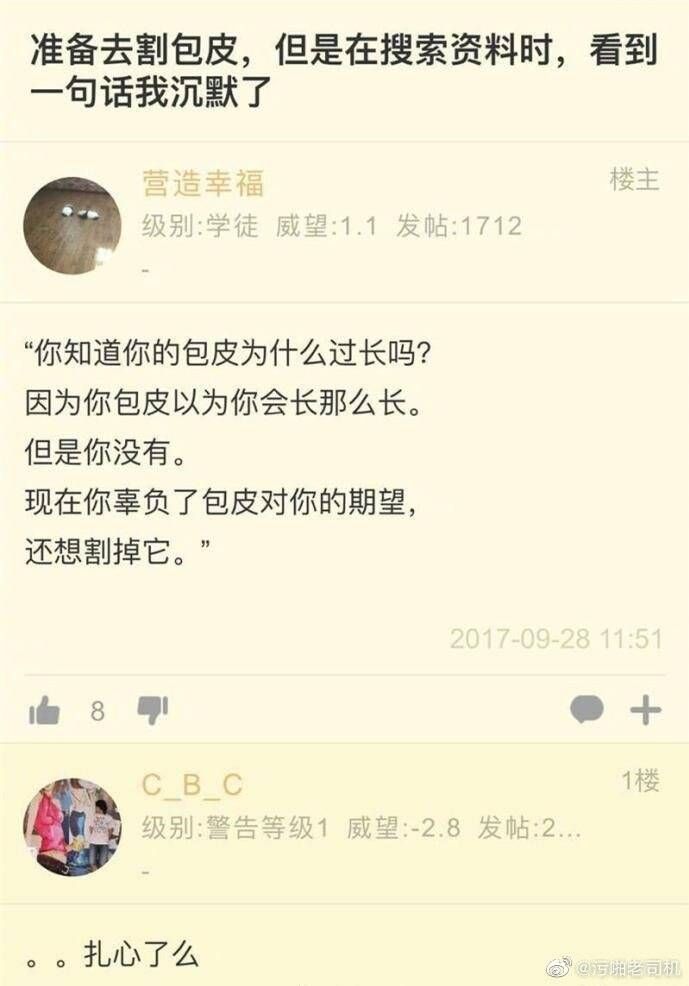 准备去割包皮，但是在搜索资料时，看到
一句话我沉默了
营造幸福
楼主
级别:学徒 威望:1.1 发帖:1712
-
“你知道你的包皮为什么过长吗？
因为你包皮以为你会长那么长。
但是你没有。
现在你辜负了包皮对你的期望，
还想割掉它。”
2017-09-28 11:51
8
C_B_C
1楼
级别:警告等级1 威望:-2.8 发帖:2...
-
。。扎心了么
@污啪老司机